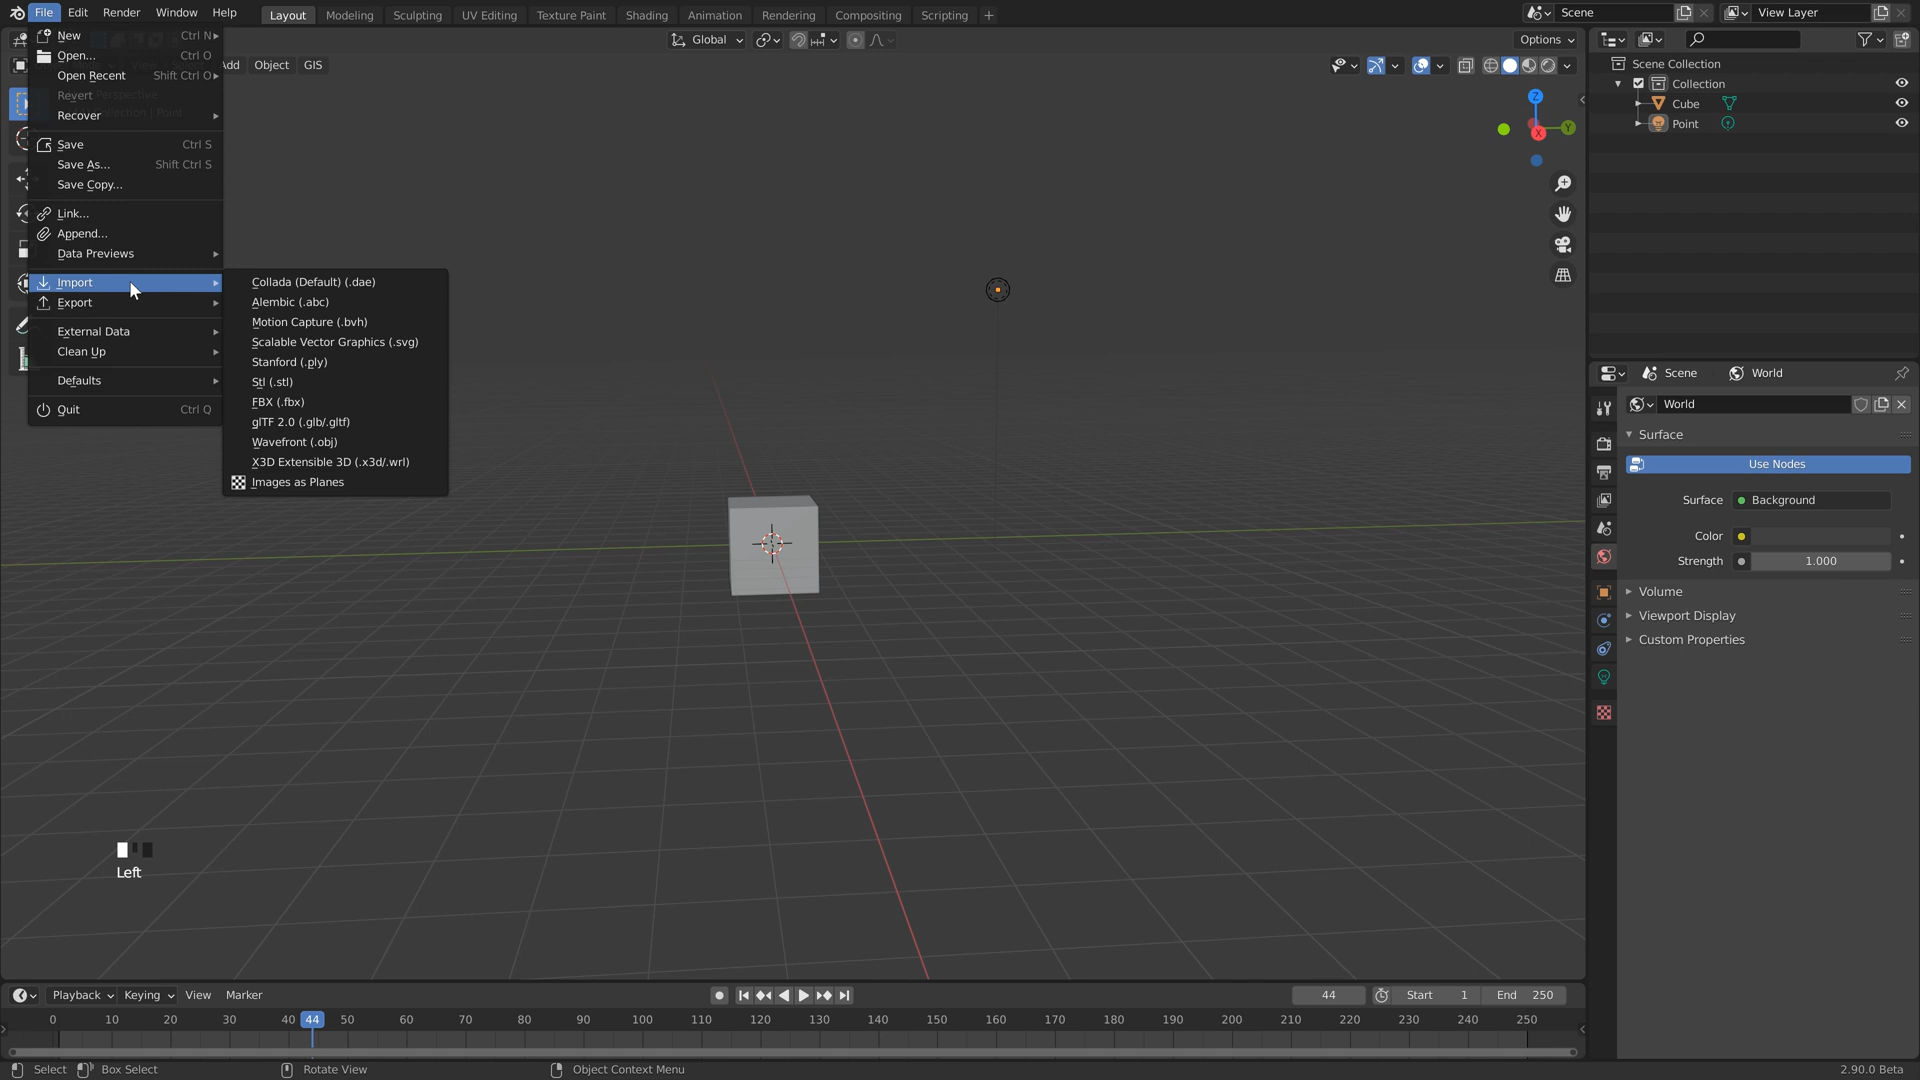 File Edit Render Window Help Layout Modeling Sculpting UV Editing Texture Paint Shading Animation Rendering Compositing Scripting + Scene View Layer
New Ctrl N
Open... Ctrl O
Open Recent Shift Ctrl O
Revert
Recover
Save Ctrl S
Save As... Shift Ctrl S
Save Copy...
Link...
Append...
Data Previews
Import
Export
External Data
Clean Up
Defaults
Quit Ctrl Q
Object GIS
Global
Options
Collada (Default) (.dae)
Alembic (.abc)
Motion Capture (.bvh)
Scalable Vector Graphics (.svg)
Stanford (.ply)
Stl (.stl)
FBX (.fbx)
glTF 2.0 (.glb/.gltf)
Wavefront (.obj)
X3D Extensible 3D (.x3d/.wrl)
Images as Planes
Z
Y
X
Scene Collection
Collection
Cube
Point
Scene World
World
Surface
Use Nodes
Surface Background
Color
Strength 1.000
Volume
Viewport Display
Custom Properties
Left
Playback Keying View Marker 44 Start 1 End 250
0 10 20 30 40 44 50 60 70 80 90 100 110 120 130 140 150 160 170 180 190 200 210 220 230 240 250
Select Box Select Rotate View Object Context Menu 2.90.0 Beta